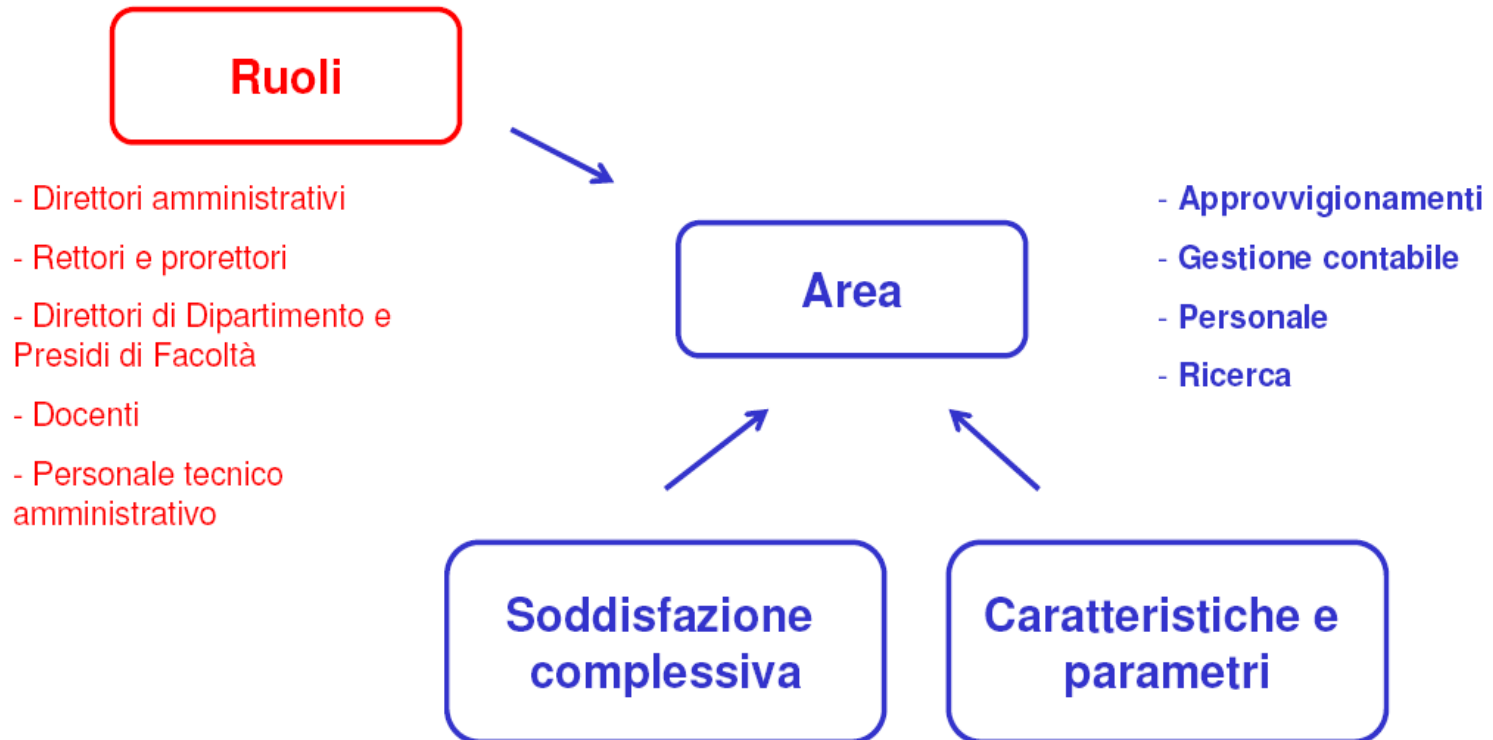 Ruoli
- Direttori amministrativi
- Rettori e prorettori
- Direttori di Dipartimento e
Presidi di Facoltà
- Docenti
- Personale tecnico
amministrativo
Area
- Approvvigionamenti
- Gestione contabile
- Personale
- Ricerca
Soddisfazione
complessiva
Caratteristiche e
parametri